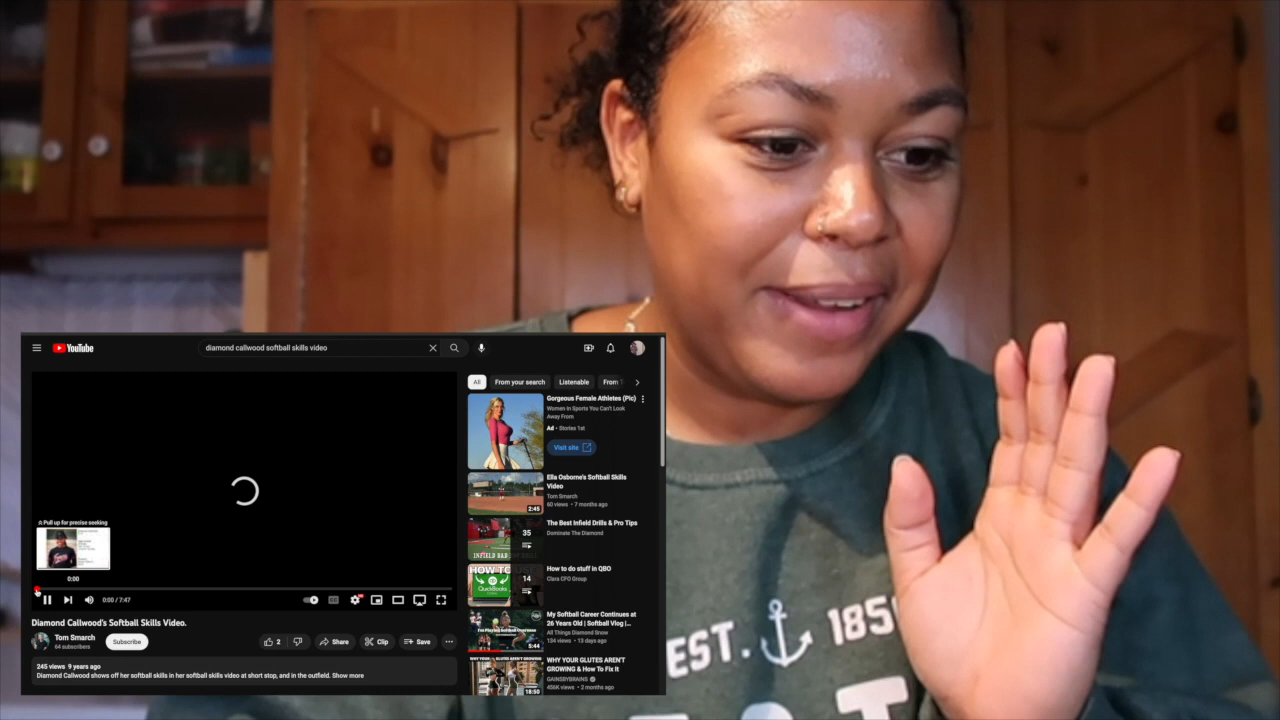 YouTube
diamond callwood softball skills video
All
From your search
Listenable
From T
Gorgeous Female Athletes (Pic)
Women in Sports You Can't Look
Away From
Ad · Stories 1st
Visit site
Ella Osborne's Softball Skills
Video
Tom Smarch
60 views · 7 months ago
2:45
The Best Infield Drills & Pro Tips
Dominate The Diamond
35
INFIELD
How to do stuff in QBO
Clara CFO Group
HOW TO
QuickBooks
14
My Softball Career Continues at
26 Years Old | Softball Vlog |...
All Things Diamond Snow
134 views · 13 days ago
5:44
WHY YOUR GLUTES AREN'T
GROWING & How To Fix It
GAINSBYBRAINS
456K views · 2 months ago
18:50
Pull up for precise seeking
0:00
0:00 / 7:47
Diamond Callwood's Softball Skills Video.
Tom Smarch
64 subscribers
Subscribe
2
Share
Clip
Save
245 views 9 years ago
Diamond Callwood shows off her softball skills in her softball skills video at short stop, and in the outfield. Show more
EST. 185